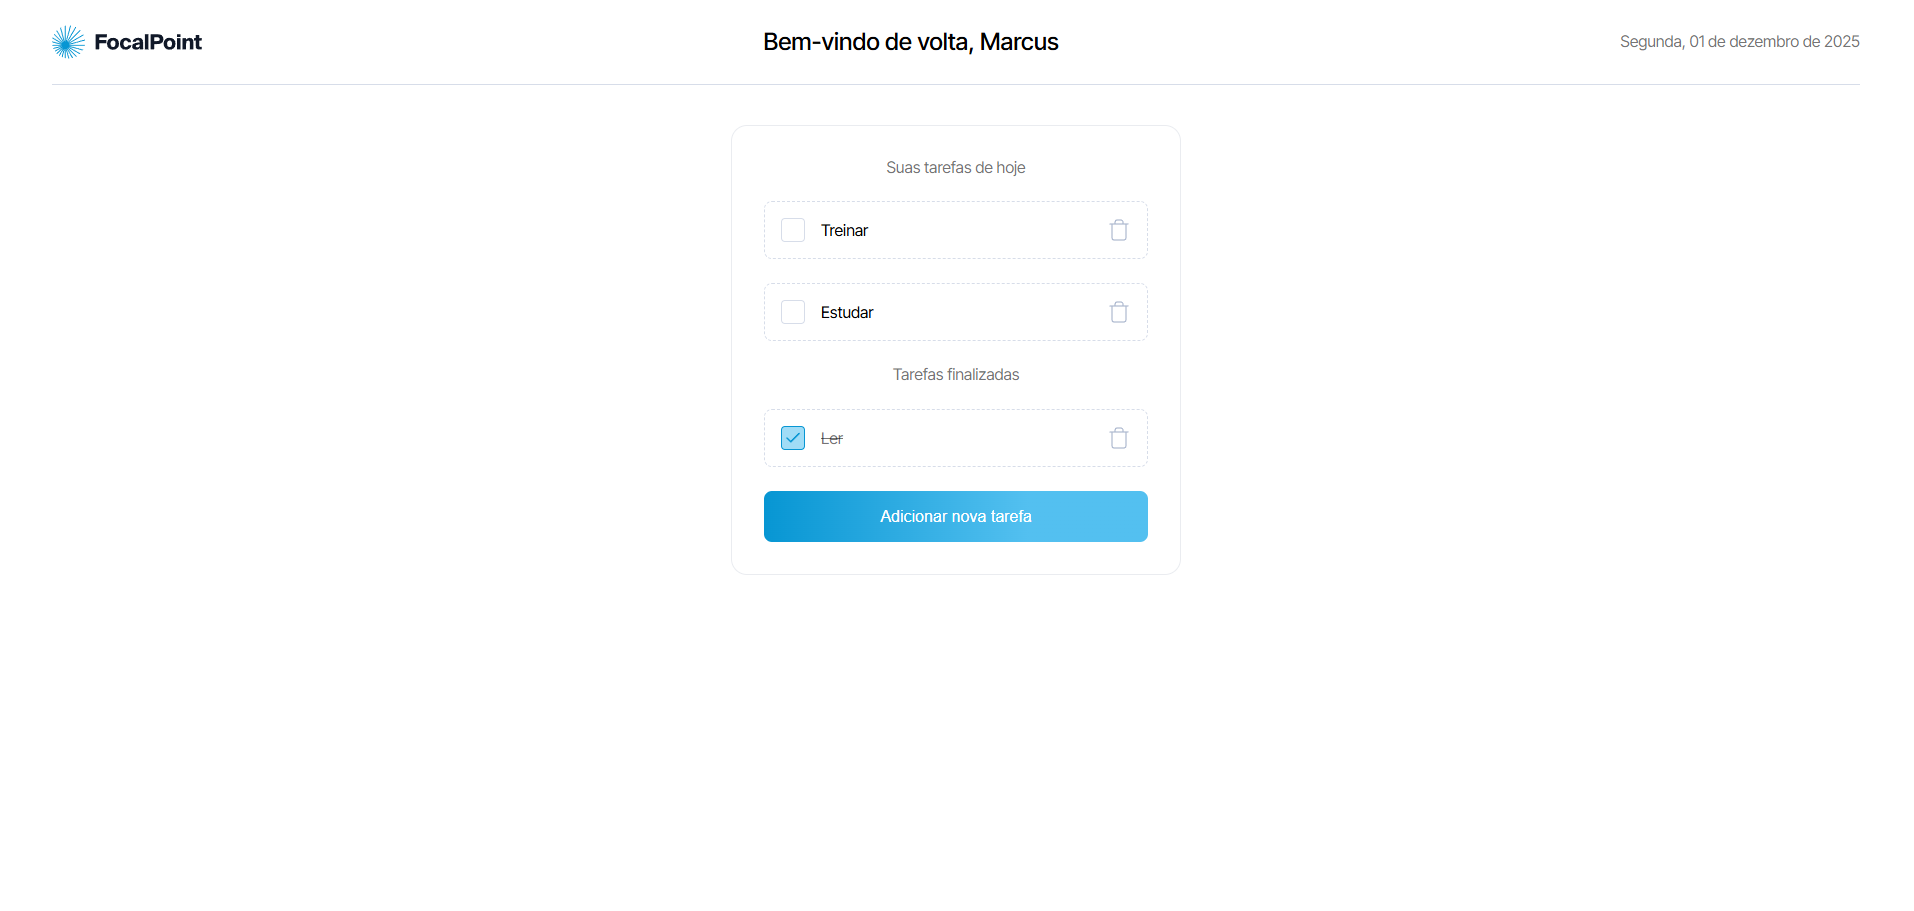 FocalPoint
Bem-vindo de volta, Marcus
Segunda, 01 de dezembro de 2025
Suas tarefas de hoje
Treinar
Estudar
Tarefas finalizadas
Ler
Adicionar nova tarefa